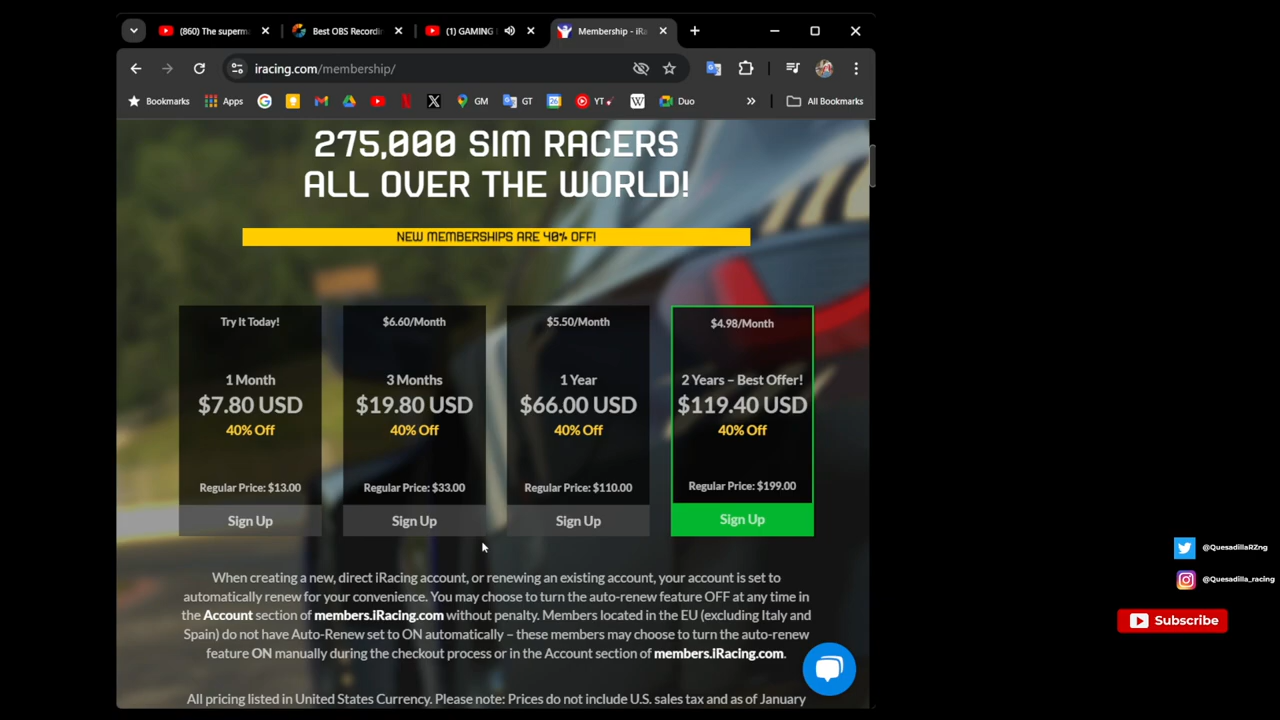 (860) The superma
Best OBS Recordi
(1) GAMING
Membership - iRa
iracing.com/membership/
Bookmarks
Apps
GM
GT
26
YT
W
Duo
All Bookmarks
275,000 SIM RACERS
ALL OVER THE WORLD!
NEW MEMBERSHIPS ARE 40% OFF!
Try It Today!
1 Month
$7.80 USD
40% Off
Regular Price: $13.00
Sign Up
$6.60/Month
3 Months
$19.80 USD
40% Off
Regular Price: $33.00
Sign Up
$5.50/Month
1 Year
$66.00 USD
40% Off
Regular Price: $110.00
Sign Up
$4.98/Month
2 Years – Best Offer!
$119.40 USD
40% Off
Regular Price: $199.00
Sign Up
When creating a new, direct iRacing account, or renewing an existing account, your account is set to
automatically renew for your convenience. You may choose to turn the auto-renew feature OFF at any time in
the Account section of members.iRacing.com without penalty. Members located in the EU (excluding Italy and
Spain) do not have Auto-Renew set to ON automatically – these members may choose to turn the auto-renew
feature ON manually during the checkout process or in the Account section of members.iRacing.com.
All pricing listed in United States Currency. Please note: Prices do not include U.S. sales tax and as of January
@QuesadillaRZng
@Quesadilla_racing
Subscribe